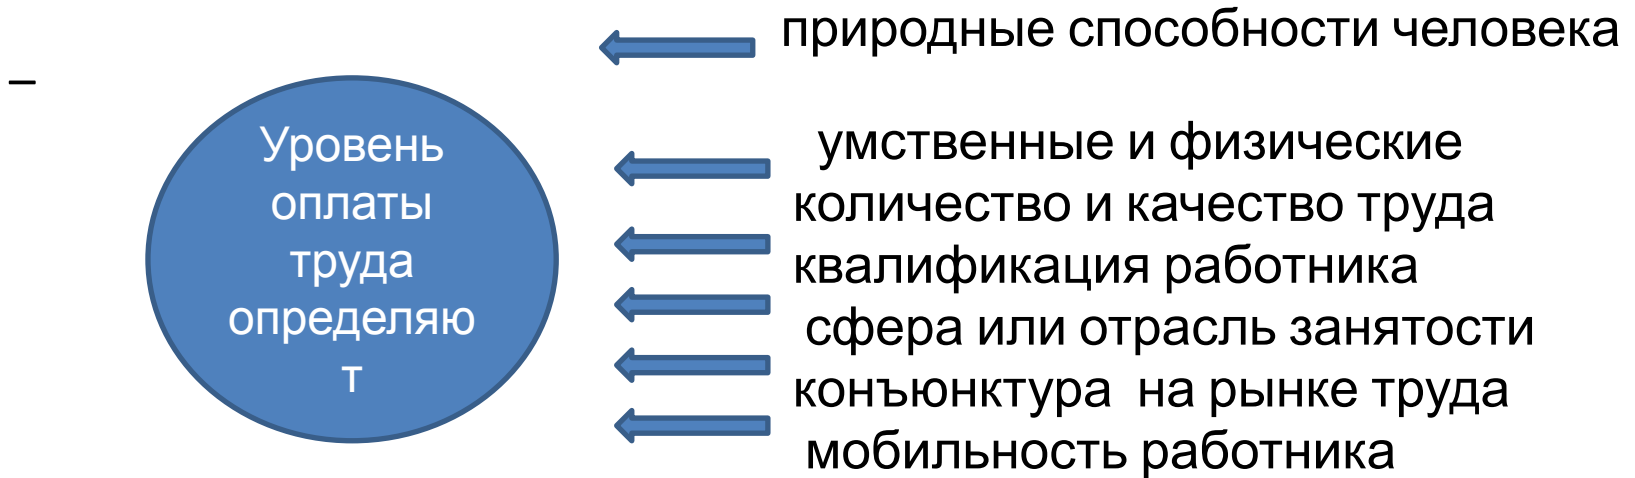 природные способности человека
–
Уровень
оплаты
труда
определяю
т
умственные и физические
количество и качество труда
квалификация работника
сфера или отрасль занятости
конъюнктура на рынке труда
мобильность работника